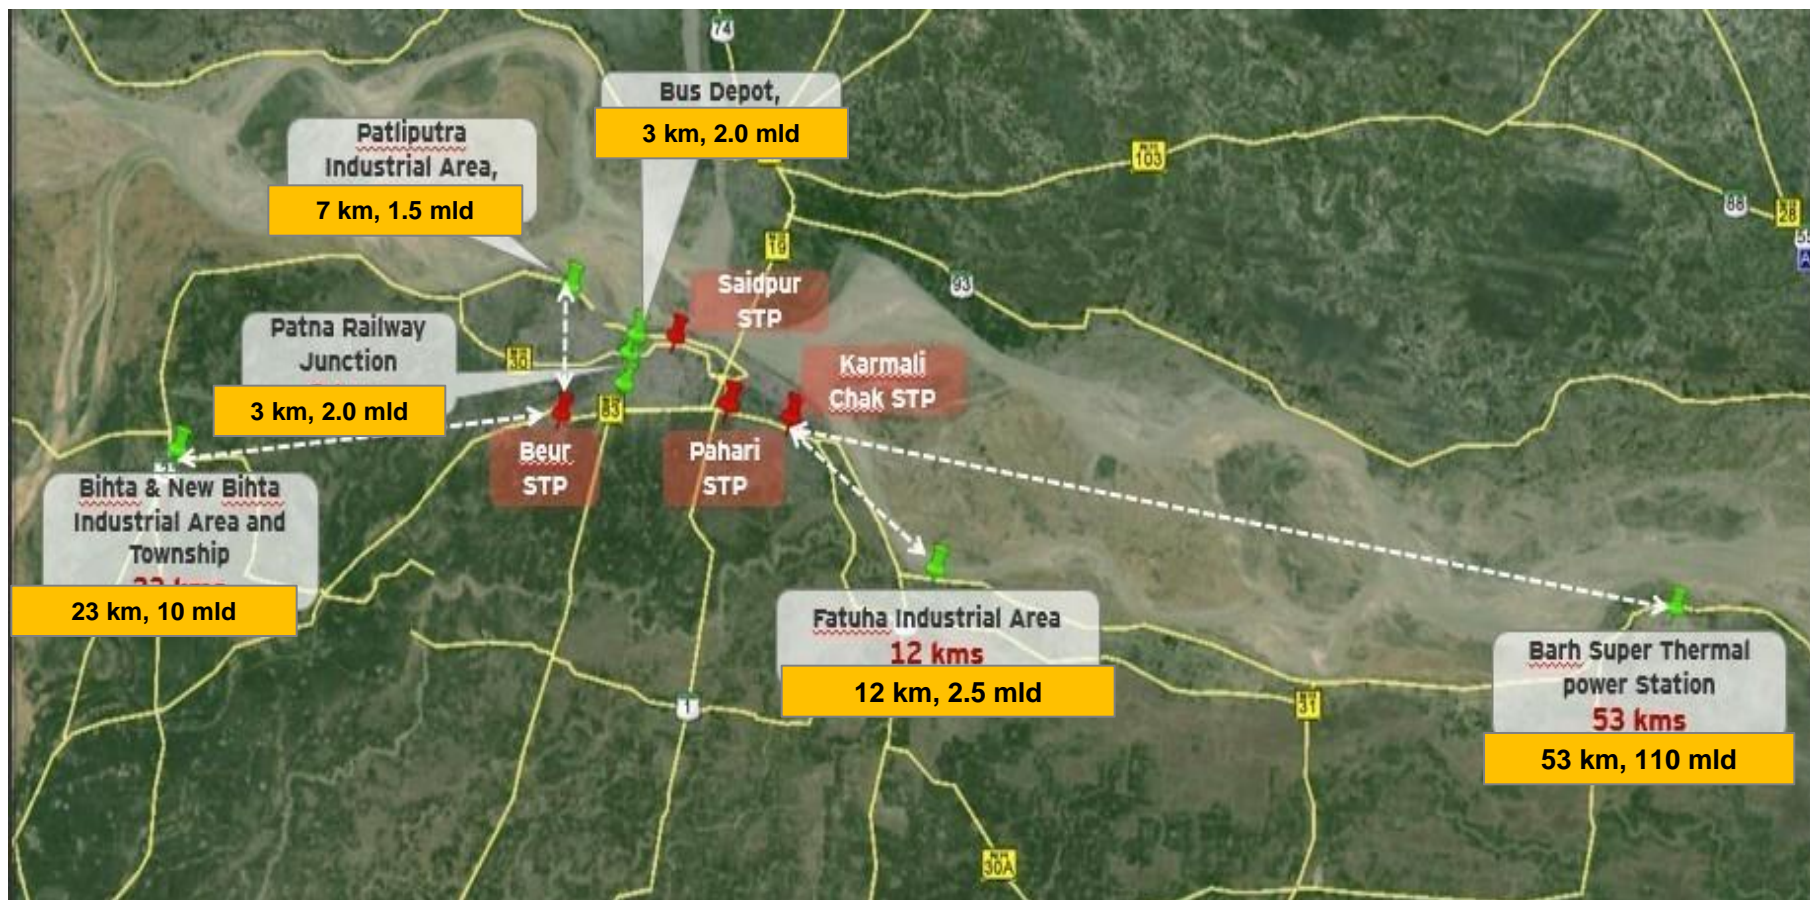 74
Bus Depot,
3 km, 2.0 mld
Patliputra
Industrial Area,
7 km, 1.5 mld
103
88
28
19
93
Saidpur
STP
Patna Railway
Junction
3 km, 2.0 mld
30
83
Karmali
Chak STP
Beur
STP
Pahari
STP
Bihta & New Bihta
Industrial Area and
Township
23 km, 10 mld
Fatuha Industrial Area
12 kms
12 km, 2.5 mld
1
31
Barh Super Thermal
power Station
53 kms
53 km, 110 mld
30A